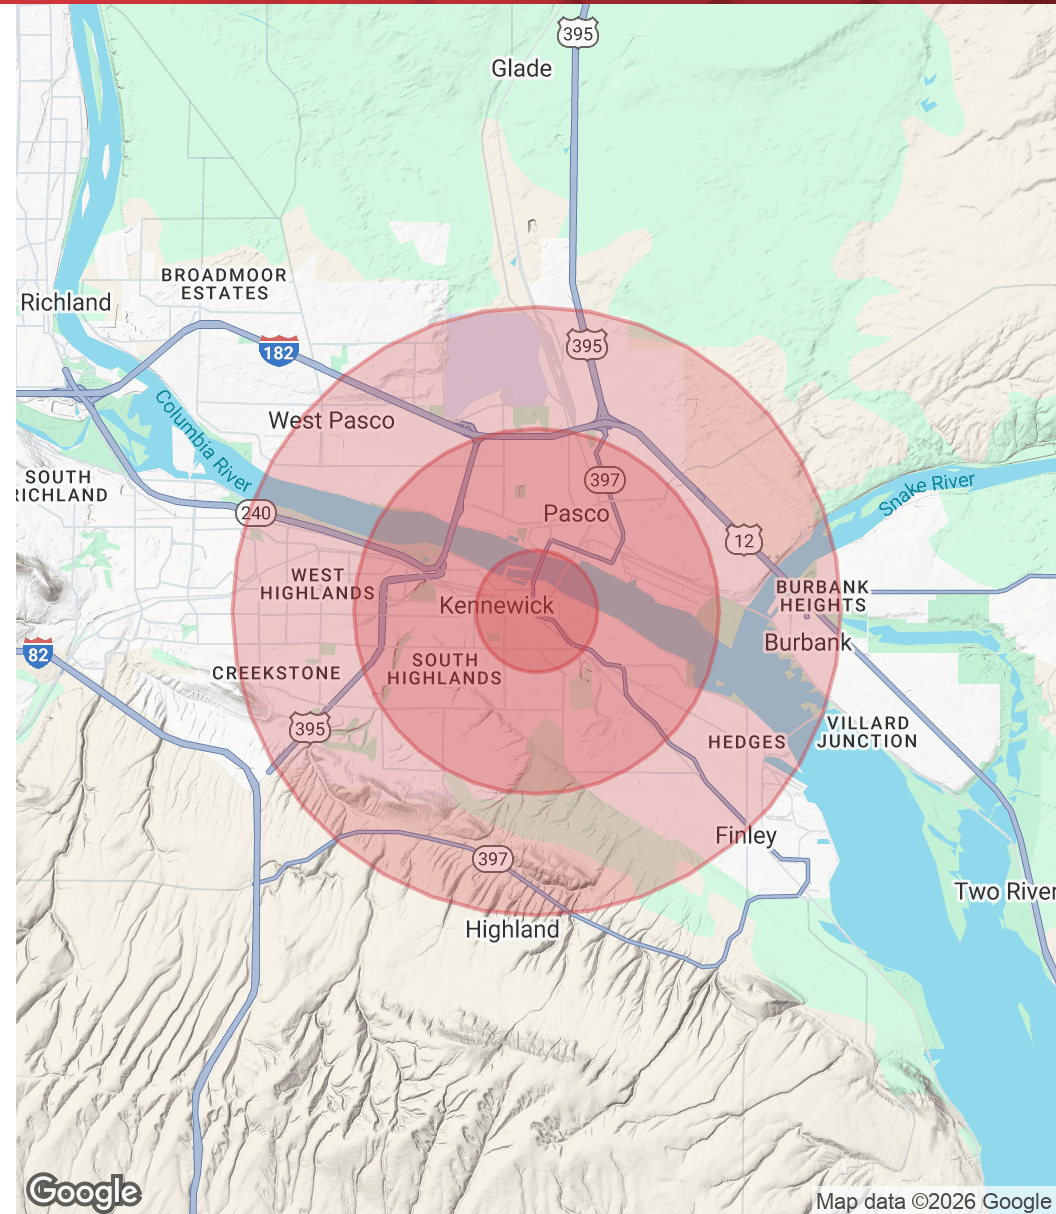 395
Glade
BROADMOOR
ESTATES
Richland
182
395
West Pasco
Columbia River
SOUTH
RICHLAND
397
Snake River
240
Pasco
12
WEST
HIGHLANDS
BURBANK
HEIGHTS
Kennewick
Burbank
82
SOUTH
HIGHLANDS
CREEKSTONE
395
HEDGES
VILLARD
JUNCTION
Finley
397
Two River
Highland
Google
Map data ©2026 Google